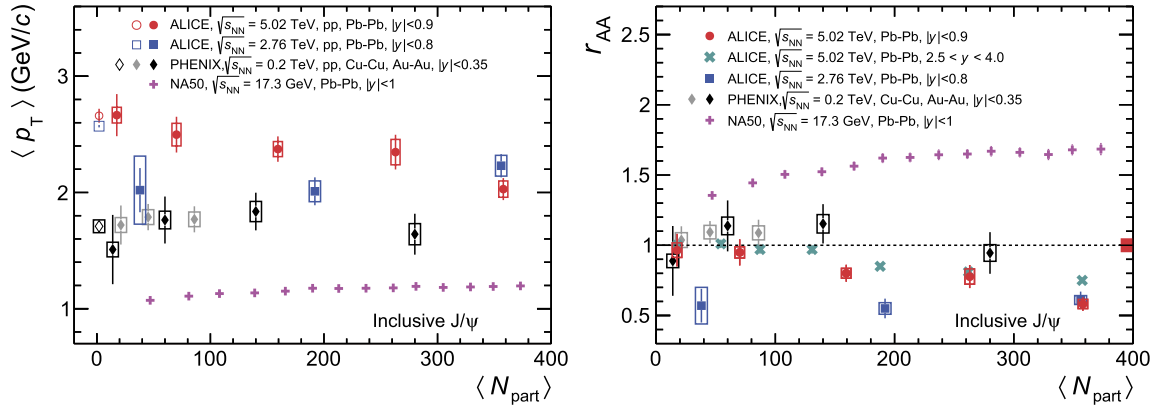 ⟨ p_T ⟩ (GeV/c)
ALICE, √s_NN = 5.02 TeV, pp, Pb-Pb, |y|<0.9
ALICE, √s_NN = 2.76 TeV, pp, Pb-Pb, |y|<0.8
PHENIX, √s_NN = 0.2 TeV, pp, Cu-Cu, Au-Au, |y|<0.35
NA50, √s_NN = 17.3 GeV, Pb-Pb, |y|<1
4
3
2
1
Inclusive J/ψ
0 100 200 300 400
⟨ N_part ⟩
r_AA
ALICE, √s_NN = 5.02 TeV, Pb-Pb, |y|<0.9
ALICE, √s_NN = 5.02 TeV, Pb-Pb, 2.5 < y < 4.0
ALICE, √s_NN = 2.76 TeV, Pb-Pb, |y|<0.8
PHENIX, √s_NN = 0.2 TeV, Cu-Cu, Au-Au, |y|<0.35
NA50, √s_NN = 17.3 GeV, Pb-Pb, |y|<1
2.5
2
1.5
1
0.5
Inclusive J/ψ
0 100 200 300 400
⟨ N_part ⟩